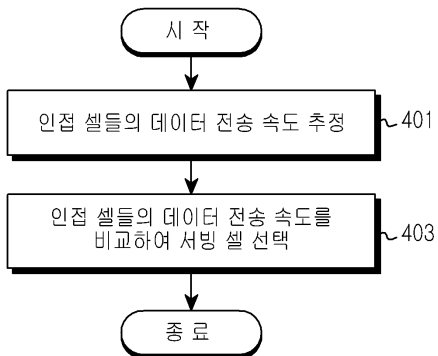 시 작
인접 셀들의 데이터 전송 속도 추정
401
인접 셀들의 데이터 전송 속도를
비교하여 서빙 셀 선택
403
종 료